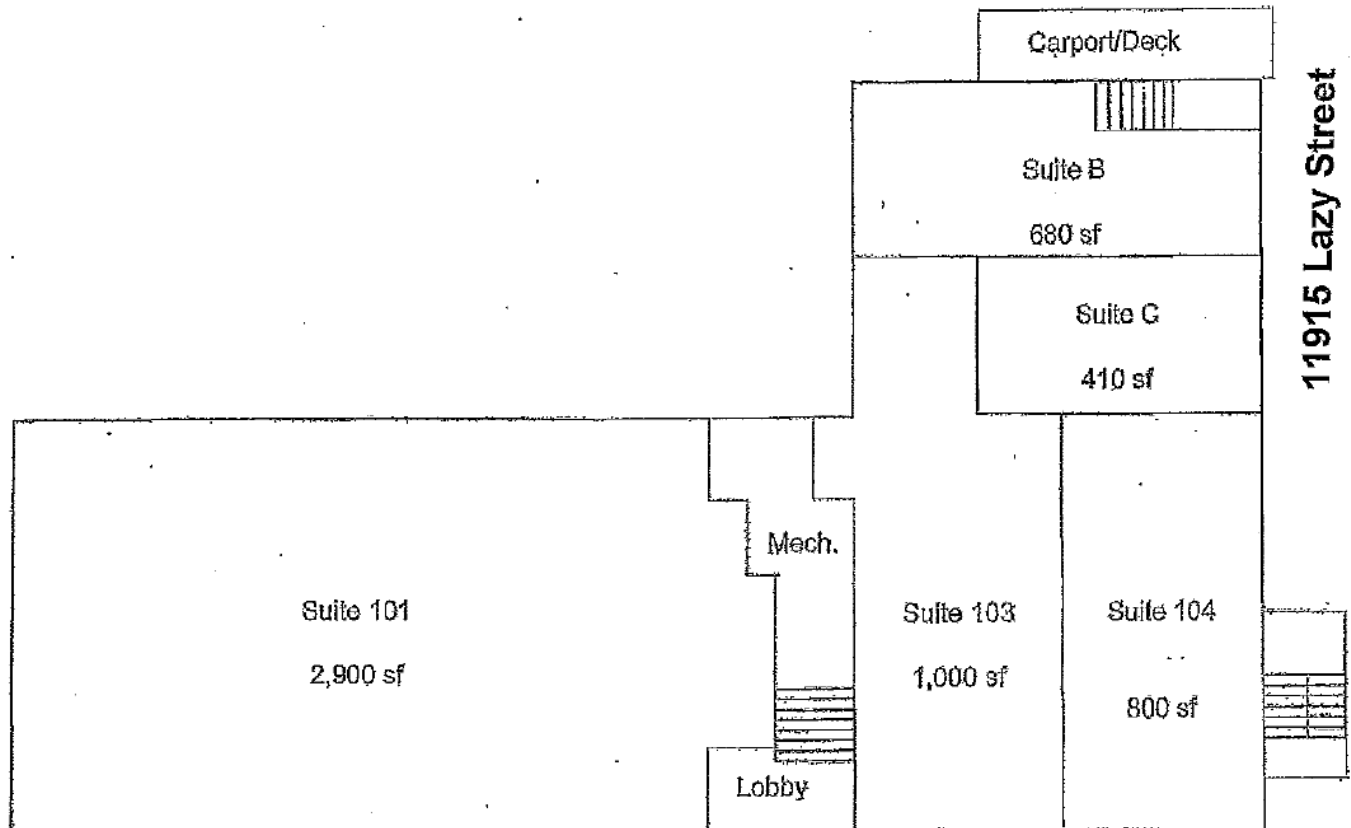 Carport/Deck
Suite B
680 sf
Suite C
410 sf
11915 Lazy Street
Mech.
Suite 101
2,900 sf
Suite 103
1,000 sf
Suite 104
800 sf
Lobby